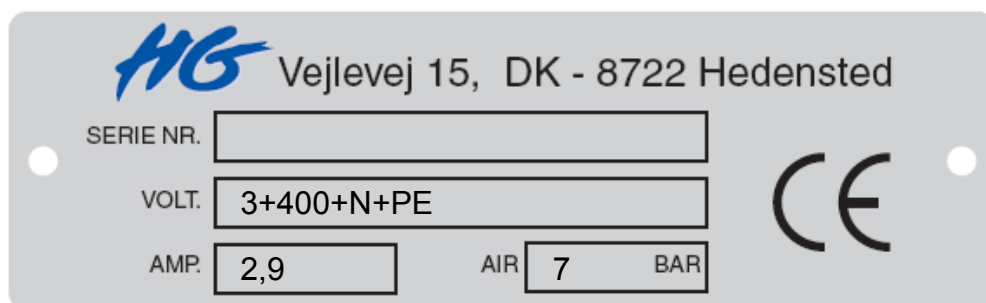 HG Vejlevej 15, DK - 8722 Hedensted
SERIE NR.
VOLT. 3+400+N+PE
AMP. 2,9 AIR 7 BAR
CE